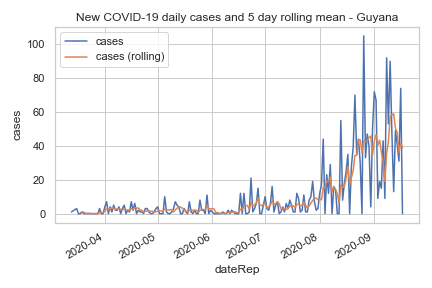 New COVID-19 daily cases and 5 day rolling mean - Guyana
cases
cases (rolling)
100
80
60
40
20
0
cases
2020-04
2020-05
2020-06
2020-07
2020-08
2020-09
dateRep